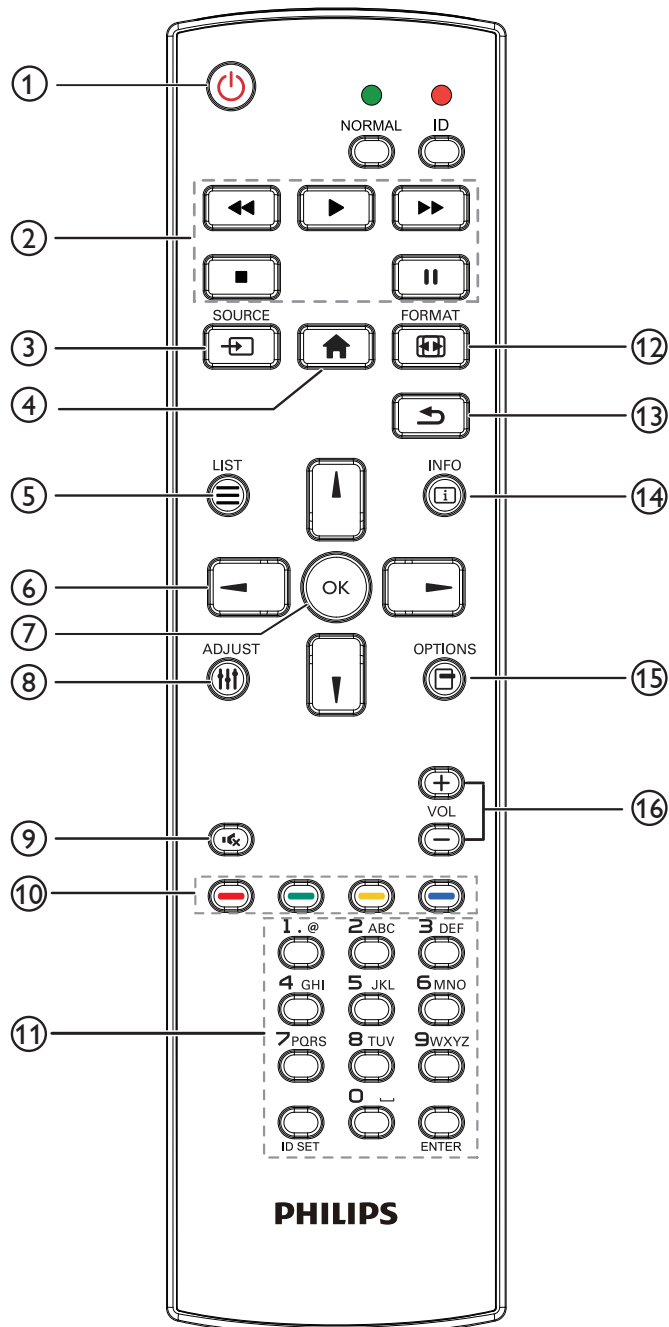 1
NORMAL ID
2
SOURCE FORMAT
3 12
4
13
LIST INFO
5 14
6 OK
7
ADJUST OPTIONS
8 15
VOL 16
9
10
1 . @ 2 ABC 3 DEF
4 GHI 5 JKL 6 MNO
11 7 PQRS 8 TUV 9 WXYZ
0
ID SET ENTER
PHILIPS